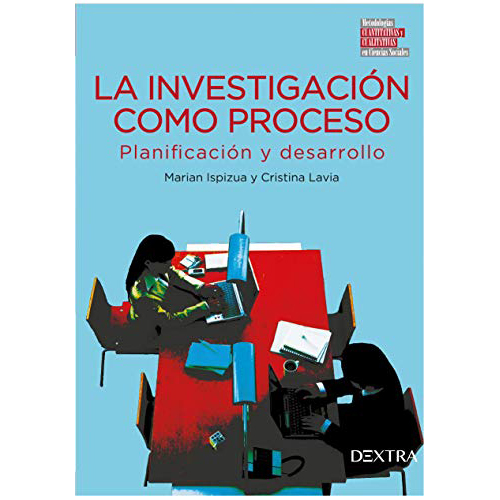 Metodologías
CUANTITATIVAS Y
CUALITATIVAS
en Ciencias Sociales
LA INVESTIGACIÓN
COMO PROCESO
Planificación y desarrollo
Marian Ispizua y Cristina Lavia
DEXTRA